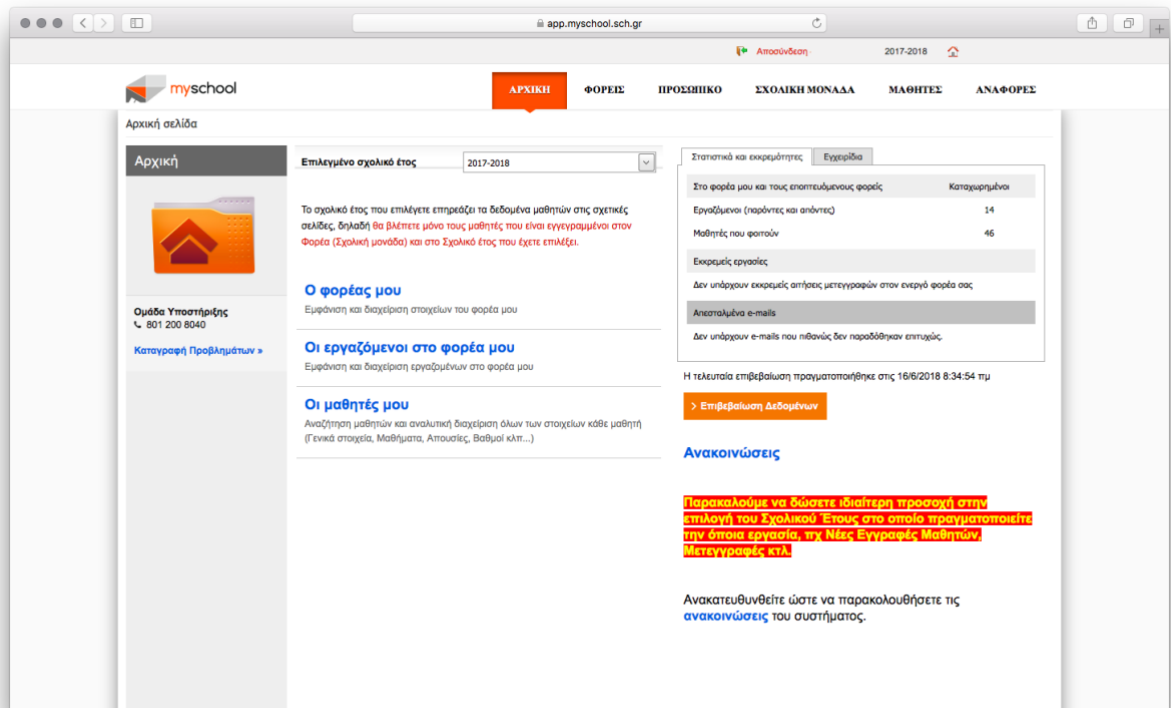 app.myschool.sch.gr
Αποσύνδεση
2017-2018
myschool
ΑΡΧΙΚΗ
ΦΟΡΕΙΣ
ΠΡΟΣΩΠΙΚΟ
ΣΧΟΛΙΚΗ ΜΟΝΑΔΑ
ΜΑΘΗΤΕΣ
ΑΝΑΦΟΡΕΣ
Αρχική σελίδα
Αρχική
Ομάδα Υποστήριξης
801 200 8040
Καταγραφή Προβλημάτων »
Επιλεγμένο σχολικό έτος
2017-2018
Το σχολικό έτος που επιλέγετε επηρεάζει τα δεδομένα μαθητών στις σχετικές
σελίδες, δηλαδή θα βλέπετε μόνο τους μαθητές που είναι εγγεγραμμένοι στον
Φορέα (Σχολική μονάδα) και στο Σχολικό έτος που έχετε επιλέξει.
Ο φορέας μου
Εμφάνιση και διαχείριση στοιχείων του φορέα μου
Οι εργαζόμενοι στο φορέα μου
Εμφάνιση και διαχείριση εργαζομένων στο φορέα μου
Οι μαθητές μου
Αναζήτηση μαθητών και αναλυτική διαχείριση όλων των στοιχείων κάθε μαθητή
(Γενικά στοιχεία, Μαθήματα, Απουσίες, Βαθμοί κλπ...)
Στατιστικά και εκκρεμότητες
Εγχειρίδια
Στο φορέα μου και τους εποπτευόμενους φορείς
Καταχωρημένοι
Εργαζόμενοι (παρόντες και απόντες)
14
Μαθητές που φοιτούν
46
Εκκρεμείς εργασίες
Δεν υπάρχουν εκκρεμείς αιτήσεις μετεγγραφών στον ενεργό φορέα σας
Απεσταλμένα e-mails
Δεν υπάρχουν e-mails που πιθανώς δεν παραδόθηκαν επιτυχώς.
Η τελευταία επιβεβαίωση πραγματοποιήθηκε στις 16/6/2018 8:34:54 πμ
> Επιβεβαίωση Δεδομένων
Ανακοινώσεις
Παρακαλούμε να δώσετε ιδιαίτερη προσοχή στην
επιλογή του Σχολικού Έτους στο οποίο πραγματοποιείτε
την όποια εργασία, πχ Νέες Εγγραφές Μαθητών,
Μετεγγραφές κτλ.
Ανακατευθυνθείτε ώστε να παρακολουθήσετε τις
ανακοινώσεις του συστήματος.